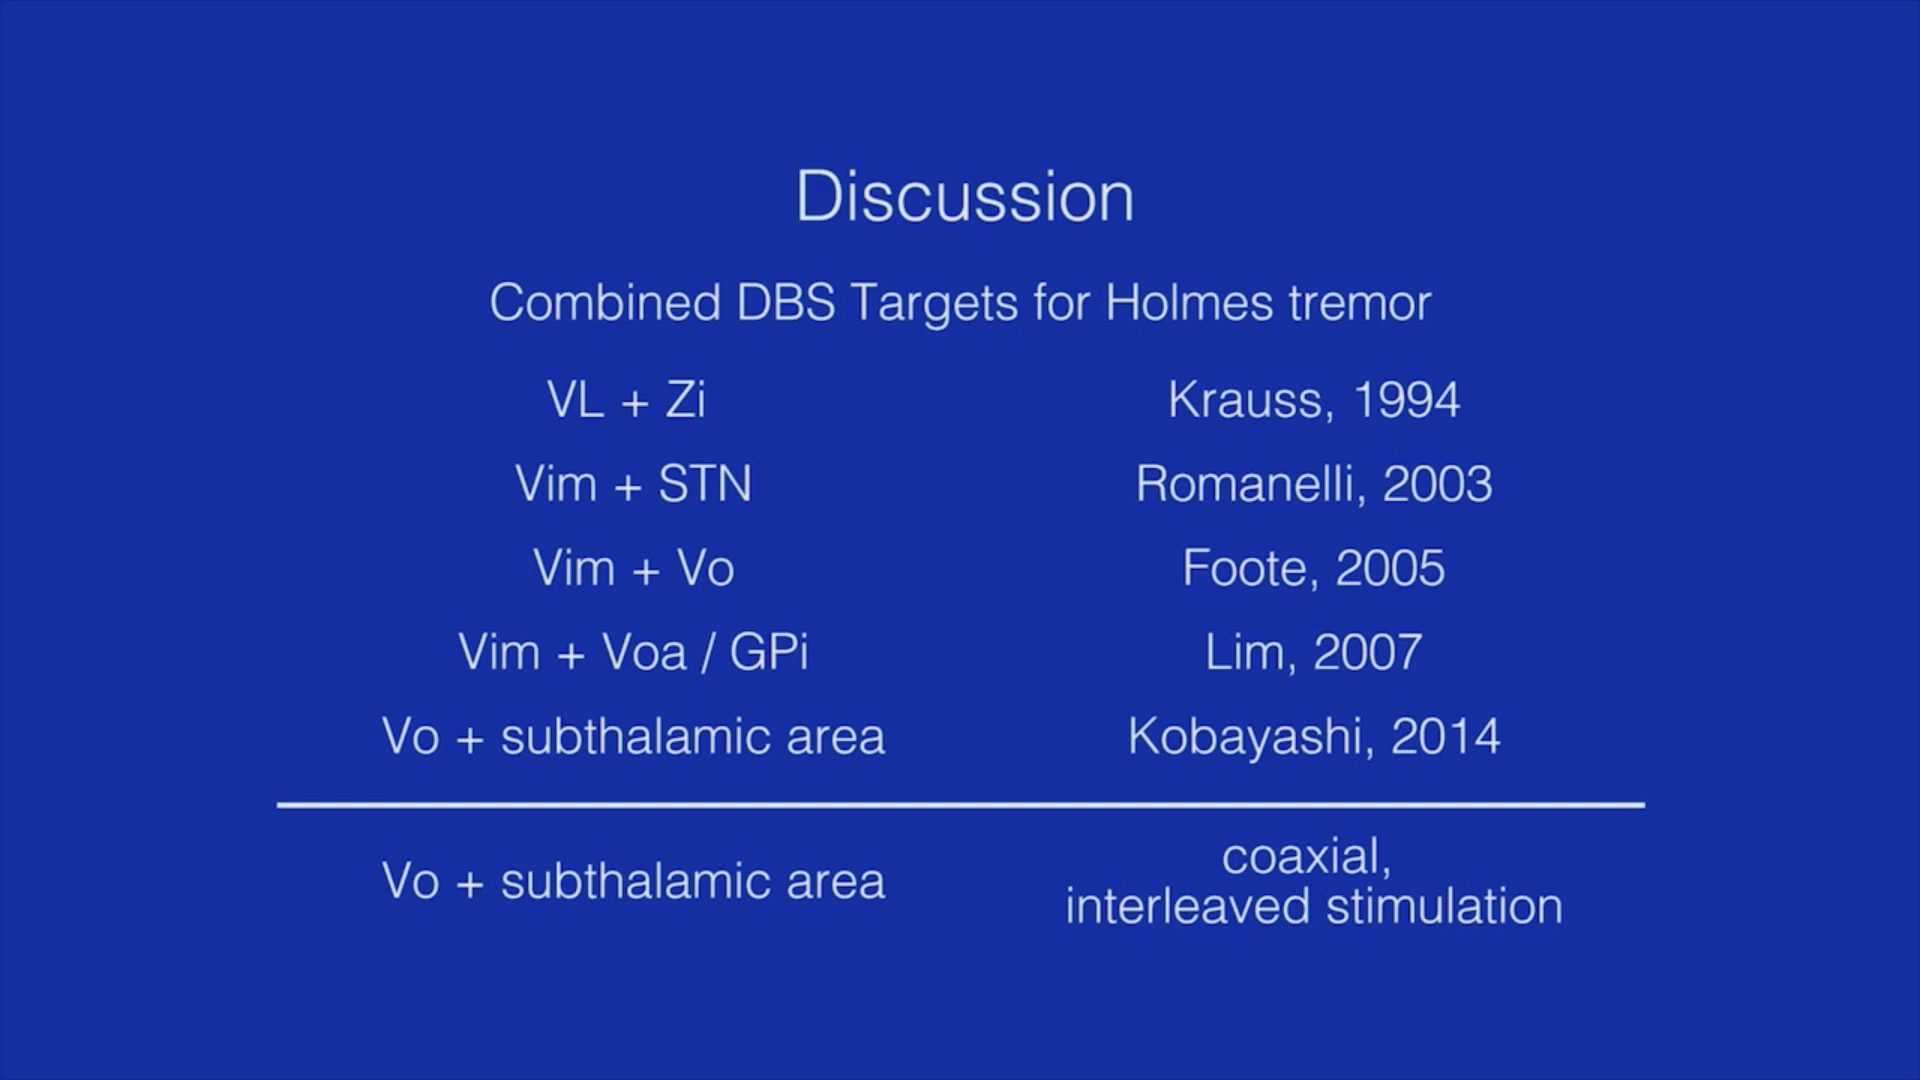 Discussion
Combined DBS Targets for Holmes tremor
VL + Zi Krauss, 1994
Vim + STN Romanelli, 2003
Vim + Vo Foote, 2005
Vim + Voa / GPi Lim, 2007
Vo + subthalamic area Kobayashi, 2014
Vo + subthalamic area coaxial,
interleaved stimulation